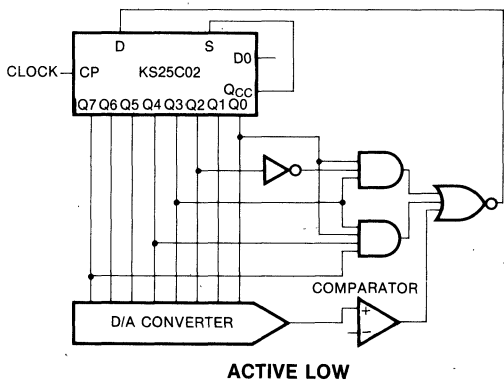 D S
D0
CLOCK CP KS25C02
QCC
Q7 Q6 Q5 Q4 Q3 Q2 Q1 Q0
COMPARATOR
+
−
D/A CONVERTER
ACTIVE LOW